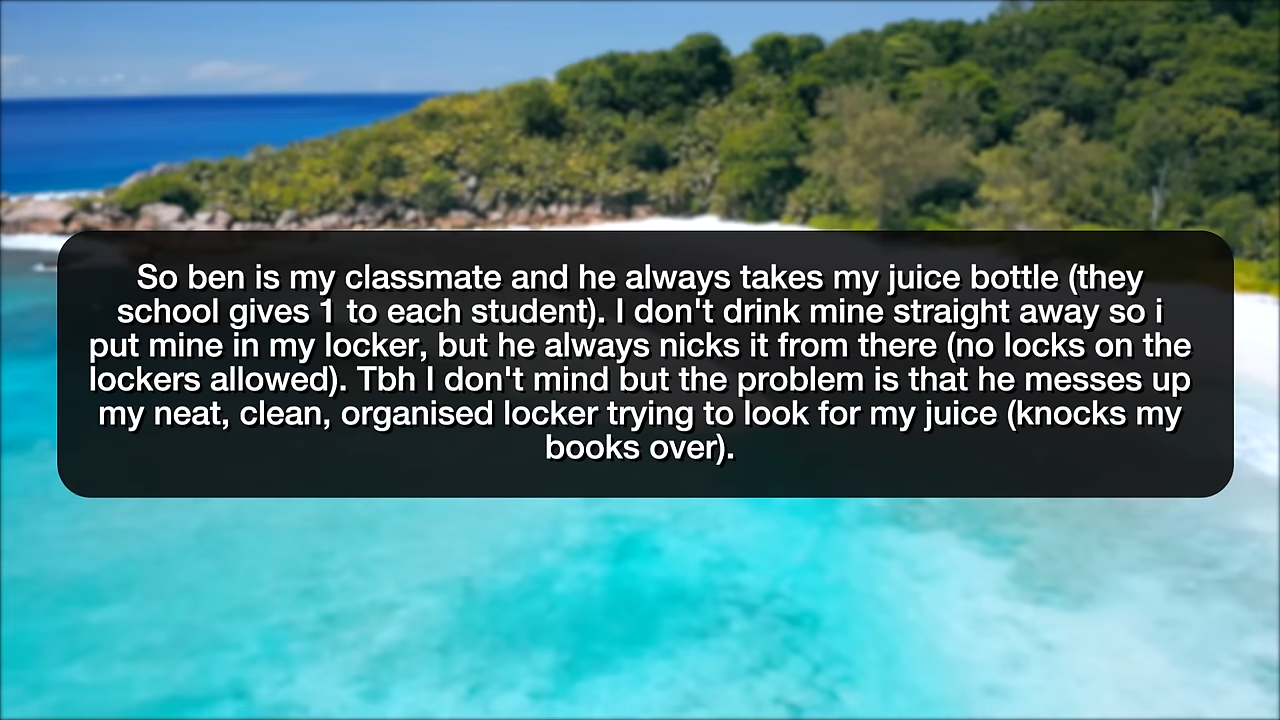 So ben is my classmate and he always takes my juice bottle (they
school gives 1 to each student). I don't drink mine straight away so i
put mine in my locker, but he always nicks it from there (no locks on the
lockers allowed). Tbh I don't mind but the problem is that he messes up
my neat, clean, organised locker trying to look for my juice (knocks my
books over).